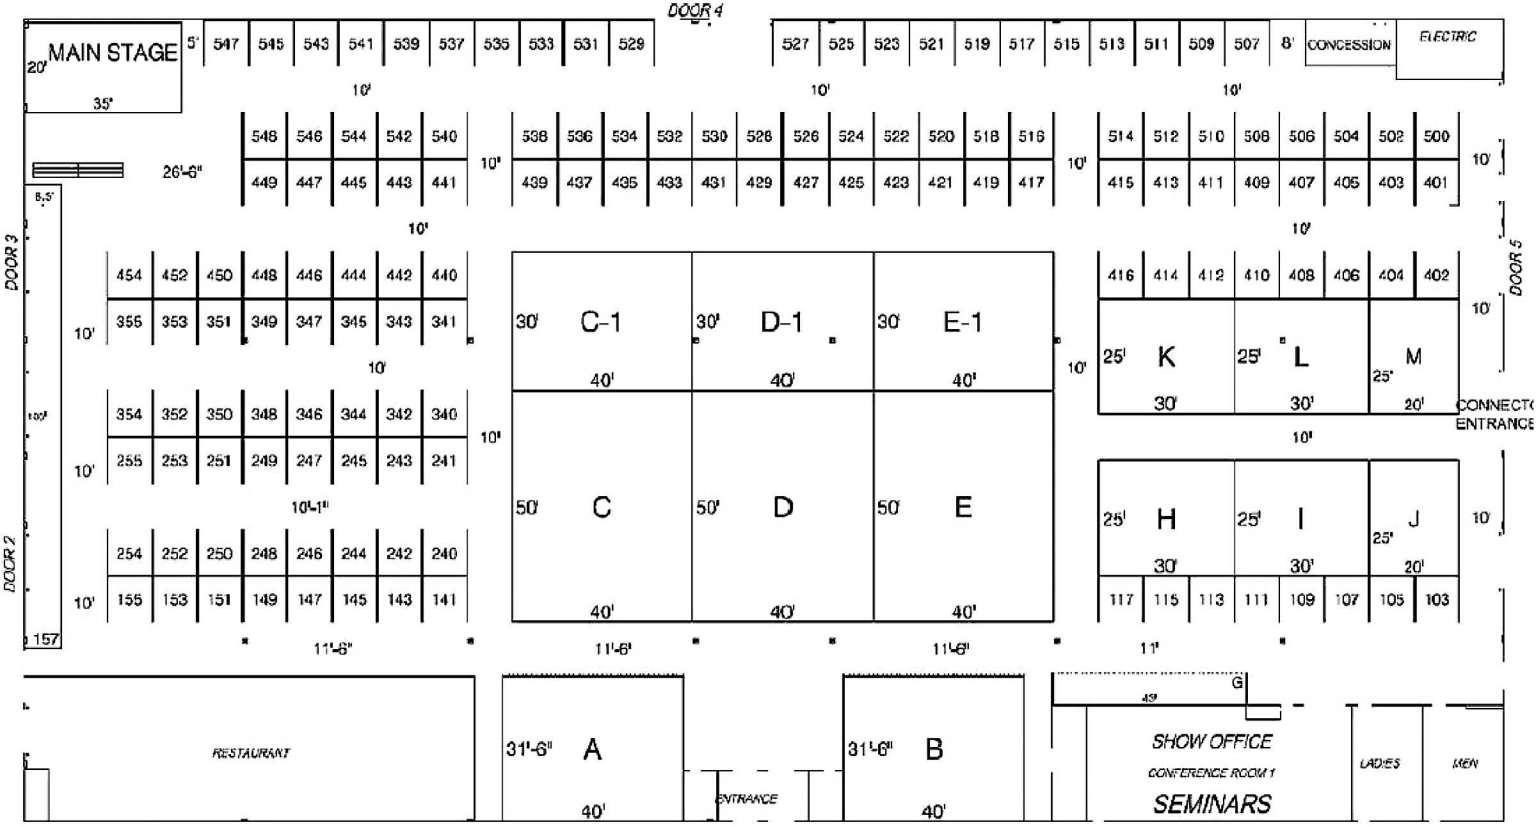 DOOR 4
MAIN STAGE
20'
35'
5'
547 545 543 541 539 537 535 533 531 529
527 525 523 521 519 517 515 513 511 509 507 8' CONCESSION ELECTRIC
10' 10' 10'
548 546 544 542 540 538 536 534 532 530 528 526 524 522 520 518 516 514 512 510 508 506 504 502 500
26'-6" 10' 10' 10'
449 447 445 443 441 439 437 435 433 431 429 427 425 423 421 419 417 415 413 411 409 407 405 403 401
8.5'
10' 10'
DOOR 3
DOOR 5
454 452 450 448 446 444 442 440
416 414 412 410 408 406 404 402
10' 355 353 351 349 347 345 343 341
30' C-1 30' D-1 30' E-1
40' 40' 40'
10'
10'
25' K 25' L M
25'
30' 30' 20'
10'
10'
CONNECTO
ENTRANCE
100'
354 352 350 348 346 344 342 340
10'
10' 255 253 251 249 247 245 243 241
10'
10'-1"
50' C 50' D 50' E
40' 40' 40'
25' H 25' I J
25'
30' 30' 20'
10'
DOOR 2
254 252 250 248 246 244 242 240
10' 155 153 151 149 147 145 143 141
117 115 113 111 109 107 105 103
157
11'-6" 11'-6" 11'-6" 11'
RESTAURANT
31'-6" A
40'
ENTRANCE
31'-6" B
40'
G
SHOW OFFICE
CONFERENCE ROOM 1
SEMINARS
LADIES
MEN